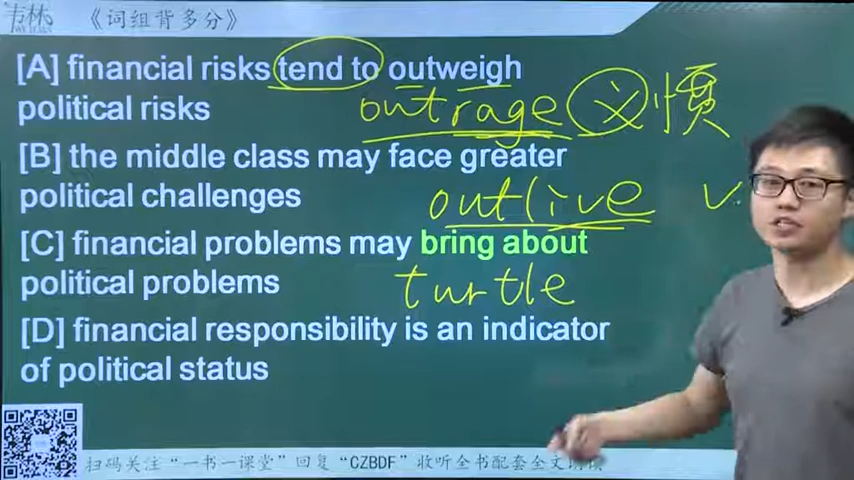 韦林 《词组背多分》
[A] financial risks tend to outweigh
political risks
outrage 义愤
[B] the middle class may face greater
political challenges
outlive v.
[C] financial problems may bring about
political problems
turtle
[D] financial responsibility is an indicator
of political status
扫码关注“一书一课堂”回复“CZBDF”收听全书配套全文